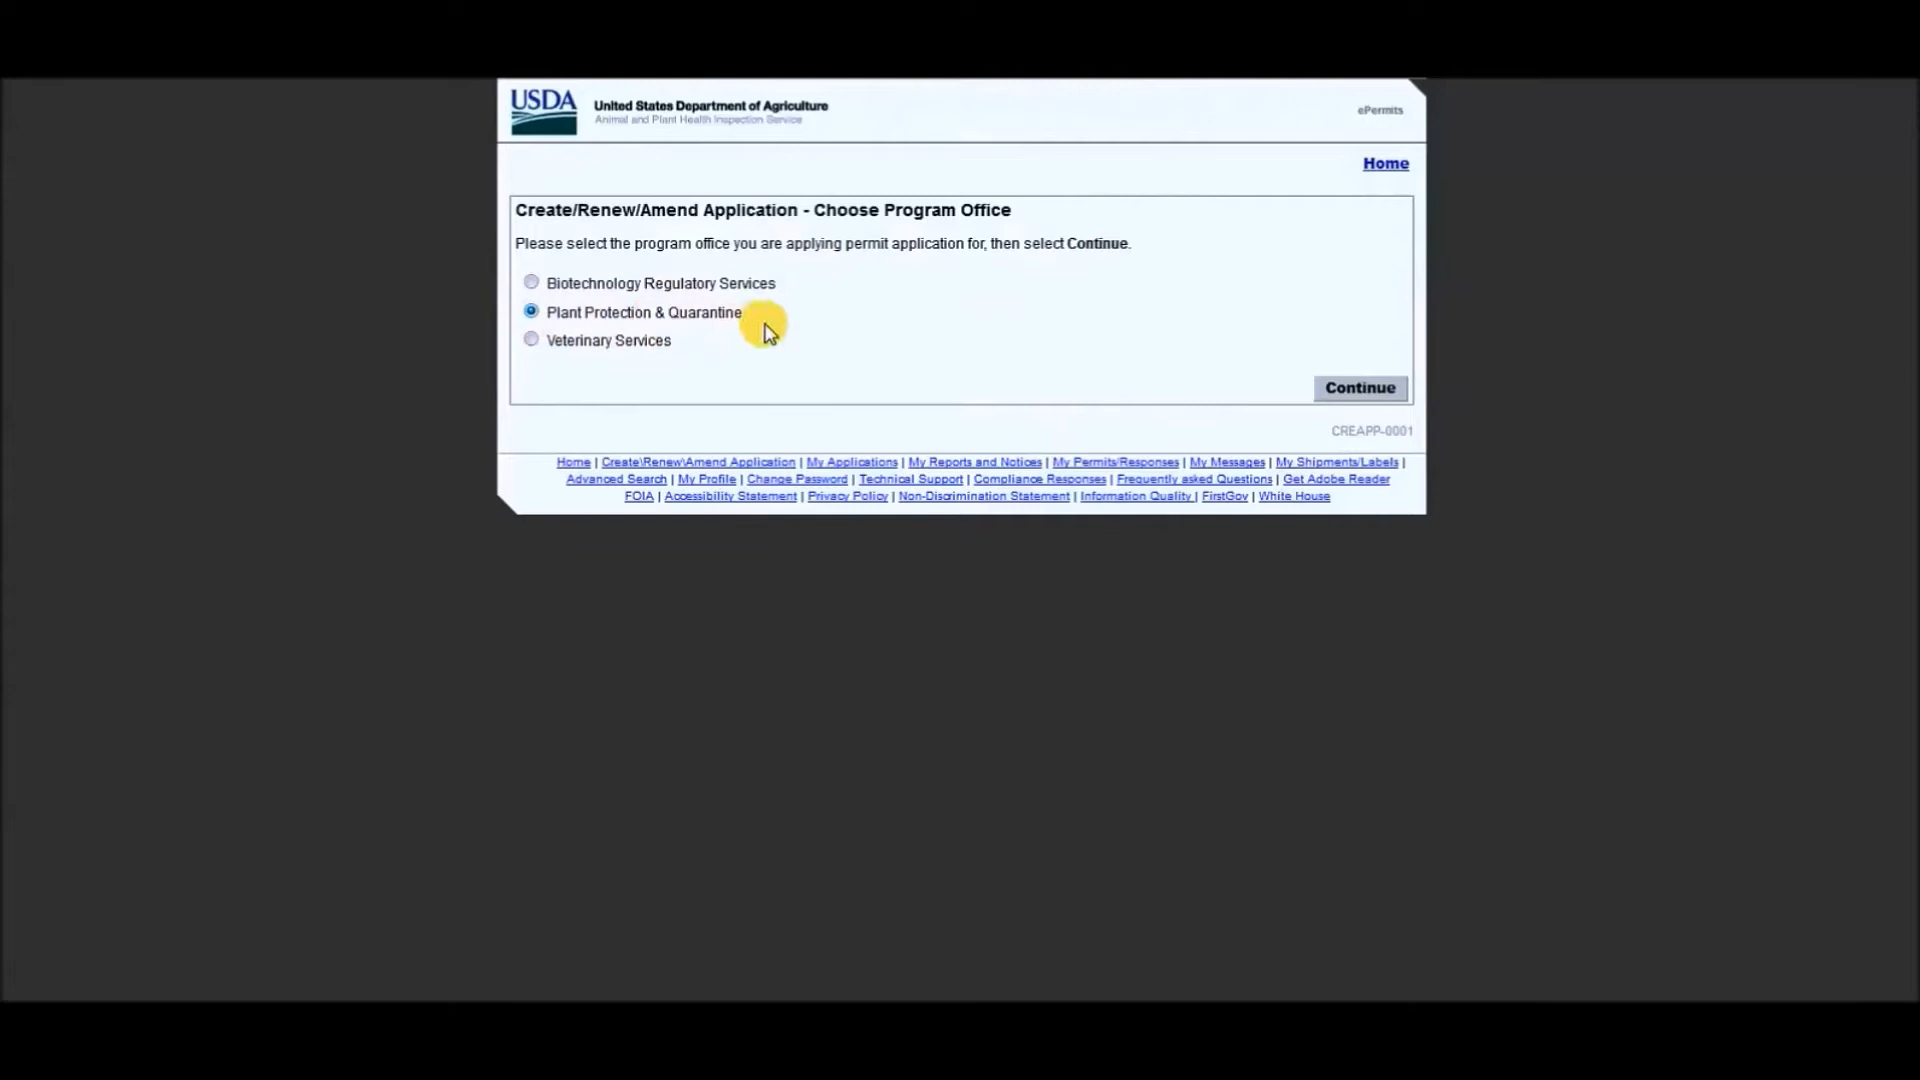 USDA
United States Department of Agriculture
Animal and Plant Health Inspection Service
ePermits
Home
Create/Renew/Amend Application - Choose Program Office
Please select the program office you are applying permit application for, then select Continue.
Biotechnology Regulatory Services
Plant Protection & Quarantine
Veterinary Services
Continue
CREAPP-0001
Home | Create\Renew\Amend Application | My Applications | My Reports and Notices | My Permits/Responses | My Messages | My Shipments/Labels |
Advanced Search | My Profile | Change Password | Technical Support | Compliance Responses | Frequently asked Questions | Get Adobe Reader
FOIA | Accessibility Statement | Privacy Policy | Non-Discrimination Statement | Information Quality | FirstGov | White House